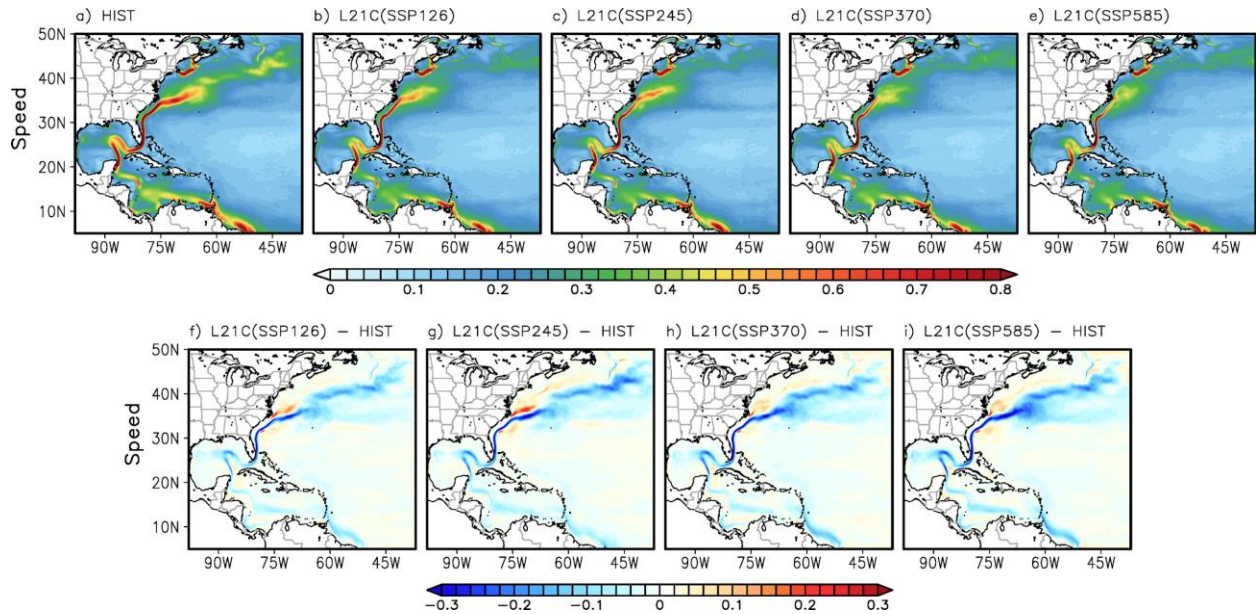 a) HIST b) L21C(SSP126) c) L21C(SSP245) d) L21C(SSP370) e) L21C(SSP585)
50N
40N
Speed
30N
20N
10N
90W 75W 60W 45W 90W 75W 60W 45W 90W 75W 60W 45W 90W 75W 60W 45W 90W 75W 60W 45W
0 0.1 0.2 0.3 0.4 0.5 0.6 0.7 0.8
f) L21C(SSP126) – HIST g) L21C(SSP245) – HIST h) L21C(SSP370) – HIST i) L21C(SSP585) – HIST
50N
40N
Speed
30N
20N
10N
90W 75W 60W 45W 90W 75W 60W 45W 90W 75W 60W 45W 90W 75W 60W 45W
−0.3 −0.2 −0.1 0 0.1 0.2 0.3